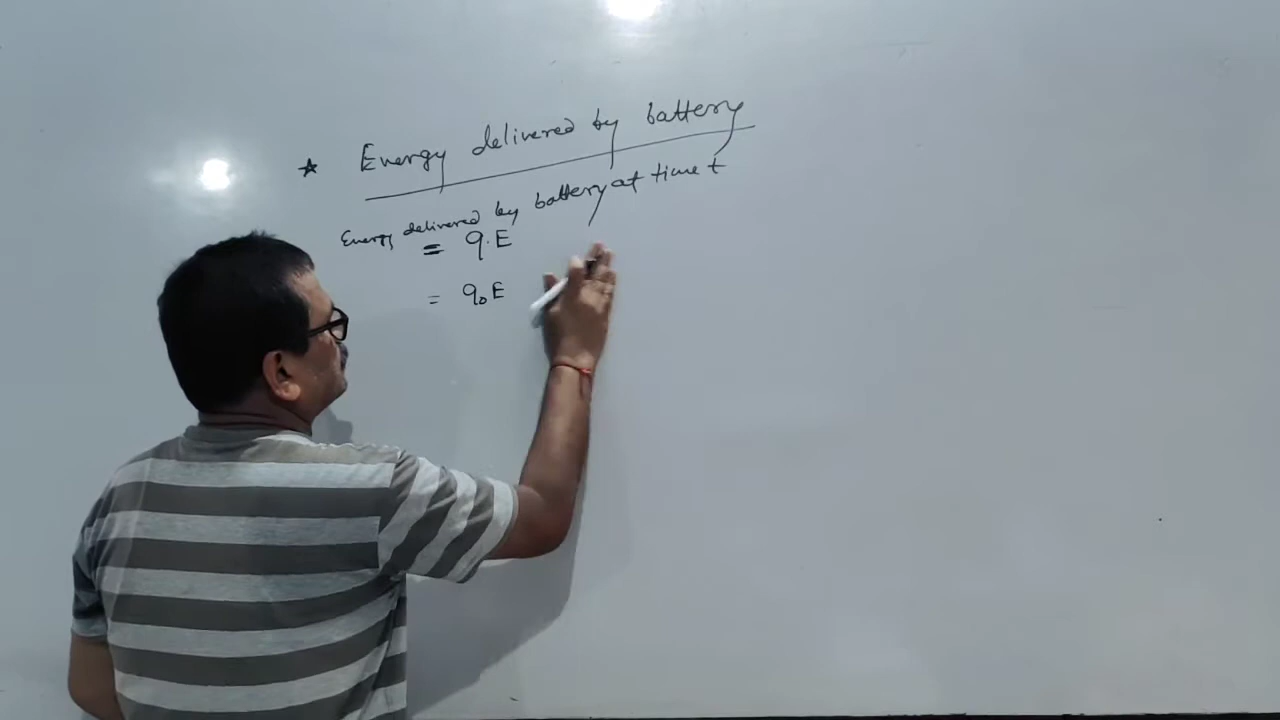 ★ Energy delivered by battery
Energy delivered by battery at time t
= q.E
= q₀E